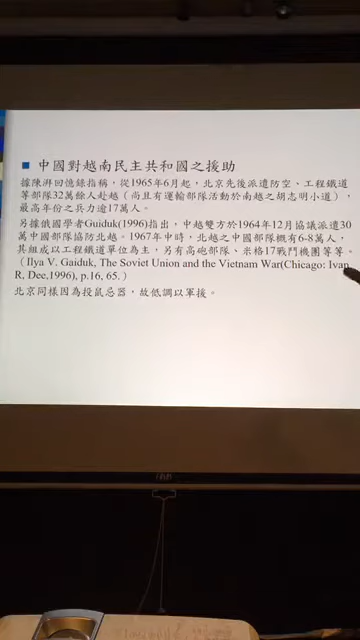 ■ 中國對越南民主共和國之援助
據陳湃回憶錄指稱，從1965年6月起，北京先後派遣防空、工程鐵道
等部隊32萬餘人赴越（尚且有運輸部隊活動於南越之胡志明小道），
最高年份之兵力逾17萬人。
另據俄國學者Guiduk(1996)指出，中越雙方於1964年12月協議派遣30
萬中國部隊協防北越。1967年中時，北越之中國部隊概有6-8萬人，
其組成以工程鐵道單位為主，另有高砲部隊、米格17戰鬥機團等等。
（Ilya V. Gaiduk, The Soviet Union and the Vietnam War(Chicago: Ivan
R, Dee,1996), p.16, 65.）
北京同樣因為投鼠忌器，故低調以軍援。